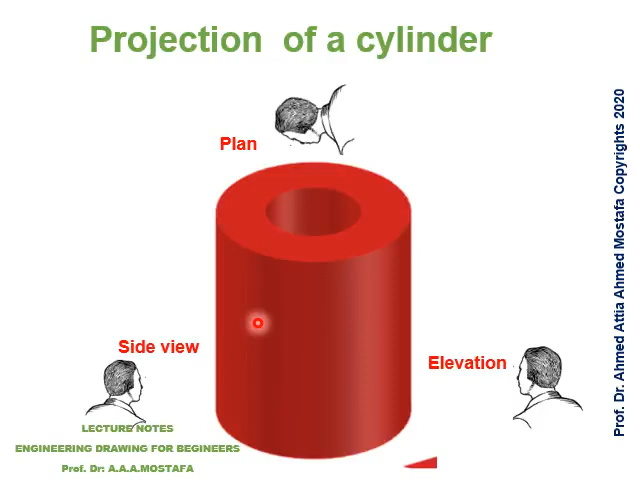 Projection of a cylinder
Plan
Side view
Elevation
LECTURE NOTES
ENGINEERING DRAWING FOR BEGINEERS
Prof. Dr: A.A.A.MOSTAFA
Prof. Dr. Ahmed Attia Ahmed Mostafa Copyrights 2020